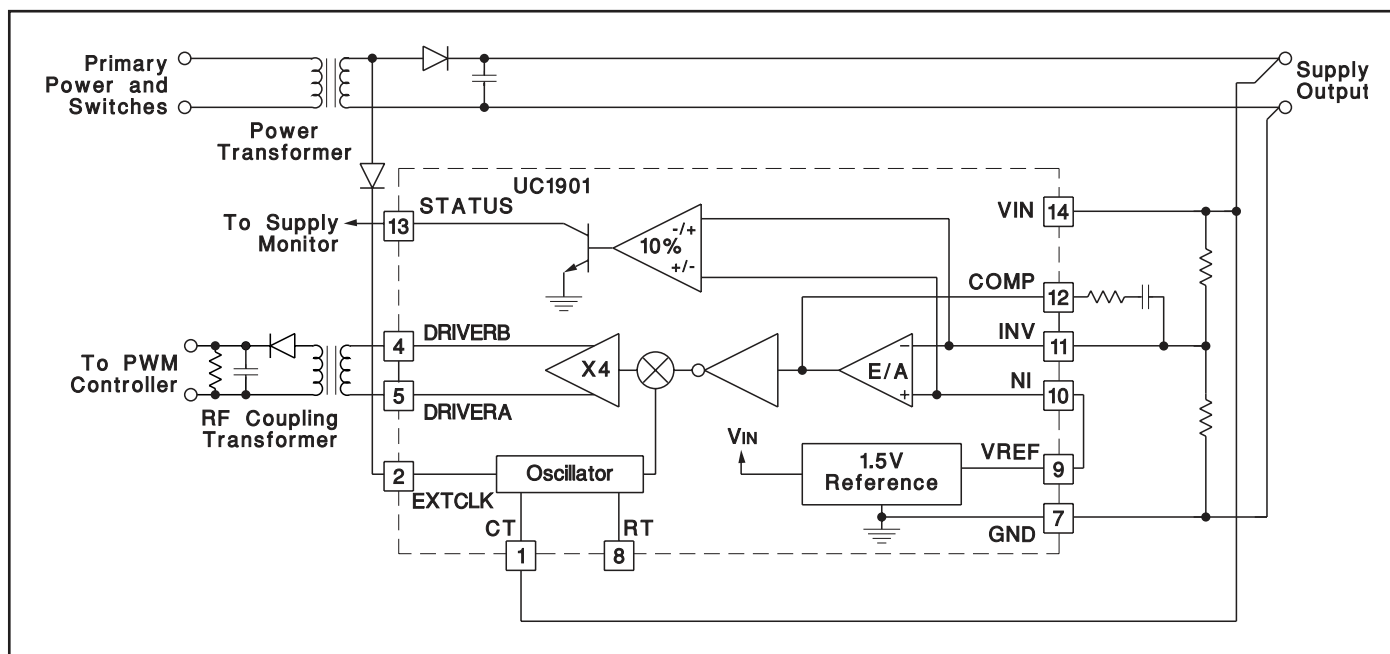 Primary
Power and
Switches
Supply
Output
Power
Transformer
UC1901
STATUS
13
To Supply
Monitor
-/+
10%
+/-
VIN
14
COMP
12
INV
11
NI
10
DRIVERB
4
To PWM
Controller
X4
−
E/A
+
5
DRIVERA
RF Coupling
Transformer
VIN
1.5V
Reference
VREF
9
2
EXTCLK
Oscillator
7
GND
CT
RT
1
8